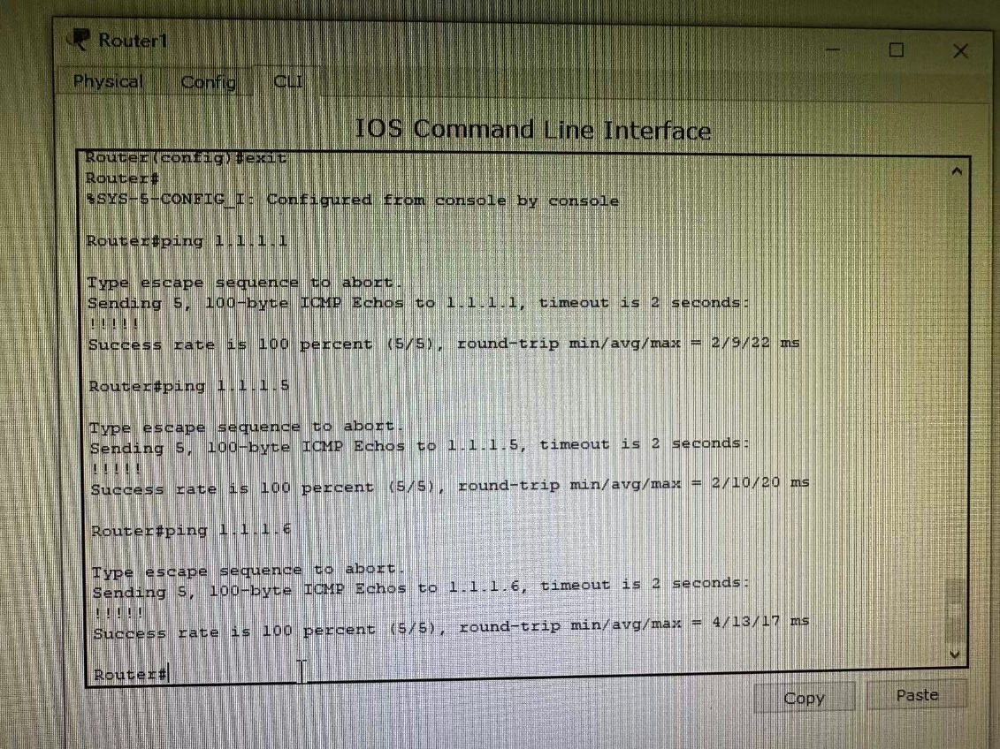 Router1
Physical Config CLI
IOS Command Line Interface
Router(config)#exit
Router#
%SYS-5-CONFIG_I: Configured from console by console
Router#ping 1.1.1.1
Type escape sequence to abort.
Sending 5, 100-byte ICMP Echos to 1.1.1.1, timeout is 2 seconds:
!!!!!
Success rate is 100 percent (5/5), round-trip min/avg/max = 2/9/22 ms
Router#ping 1.1.1.5
Type escape sequence to abort.
Sending 5, 100-byte ICMP Echos to 1.1.1.5, timeout is 2 seconds:
!!!!!
Success rate is 100 percent (5/5), round-trip min/avg/max = 2/10/20 ms
Router#ping 1.1.1.6
Type escape sequence to abort.
Sending 5, 100-byte ICMP Echos to 1.1.1.6, timeout is 2 seconds:
!!!!!
Success rate is 100 percent (5/5), round-trip min/avg/max = 4/13/17 ms
Router#
Copy Paste